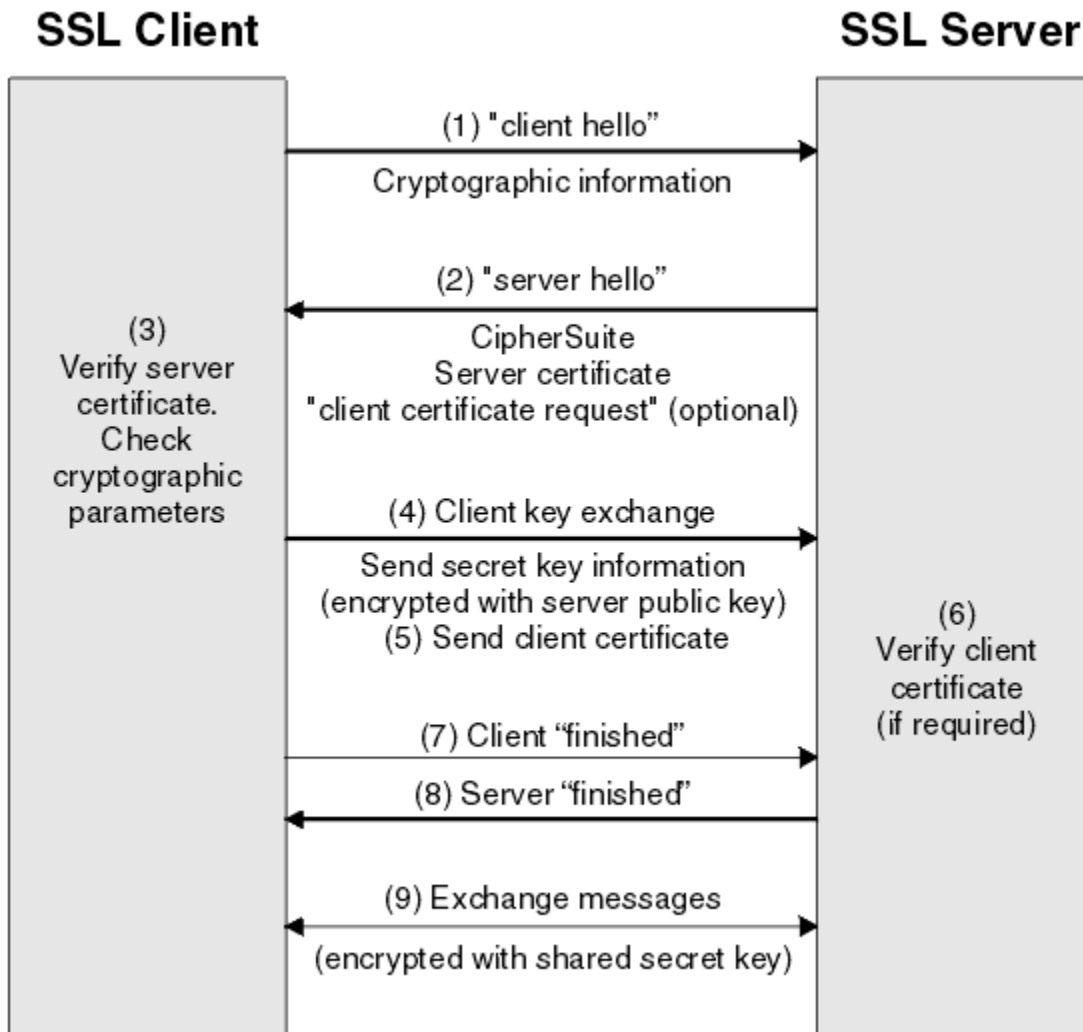 SSL Client
SSL Server
(1) "client hello”
Cryptographic information
(2) "server hello”
CipherSuite
Server certificate
"client certificate request" (optional)
(3)
Verify server
certificate.
Check
cryptographic
parameters
(4) Client key exchange
Send secret key information
(encrypted with server public key)
(5) Send client certificate
(6)
Verify client
certificate
(if required)
(7) Client “finished”
(8) Server “finished”
(9) Exchange messages
(encrypted with shared secret key)